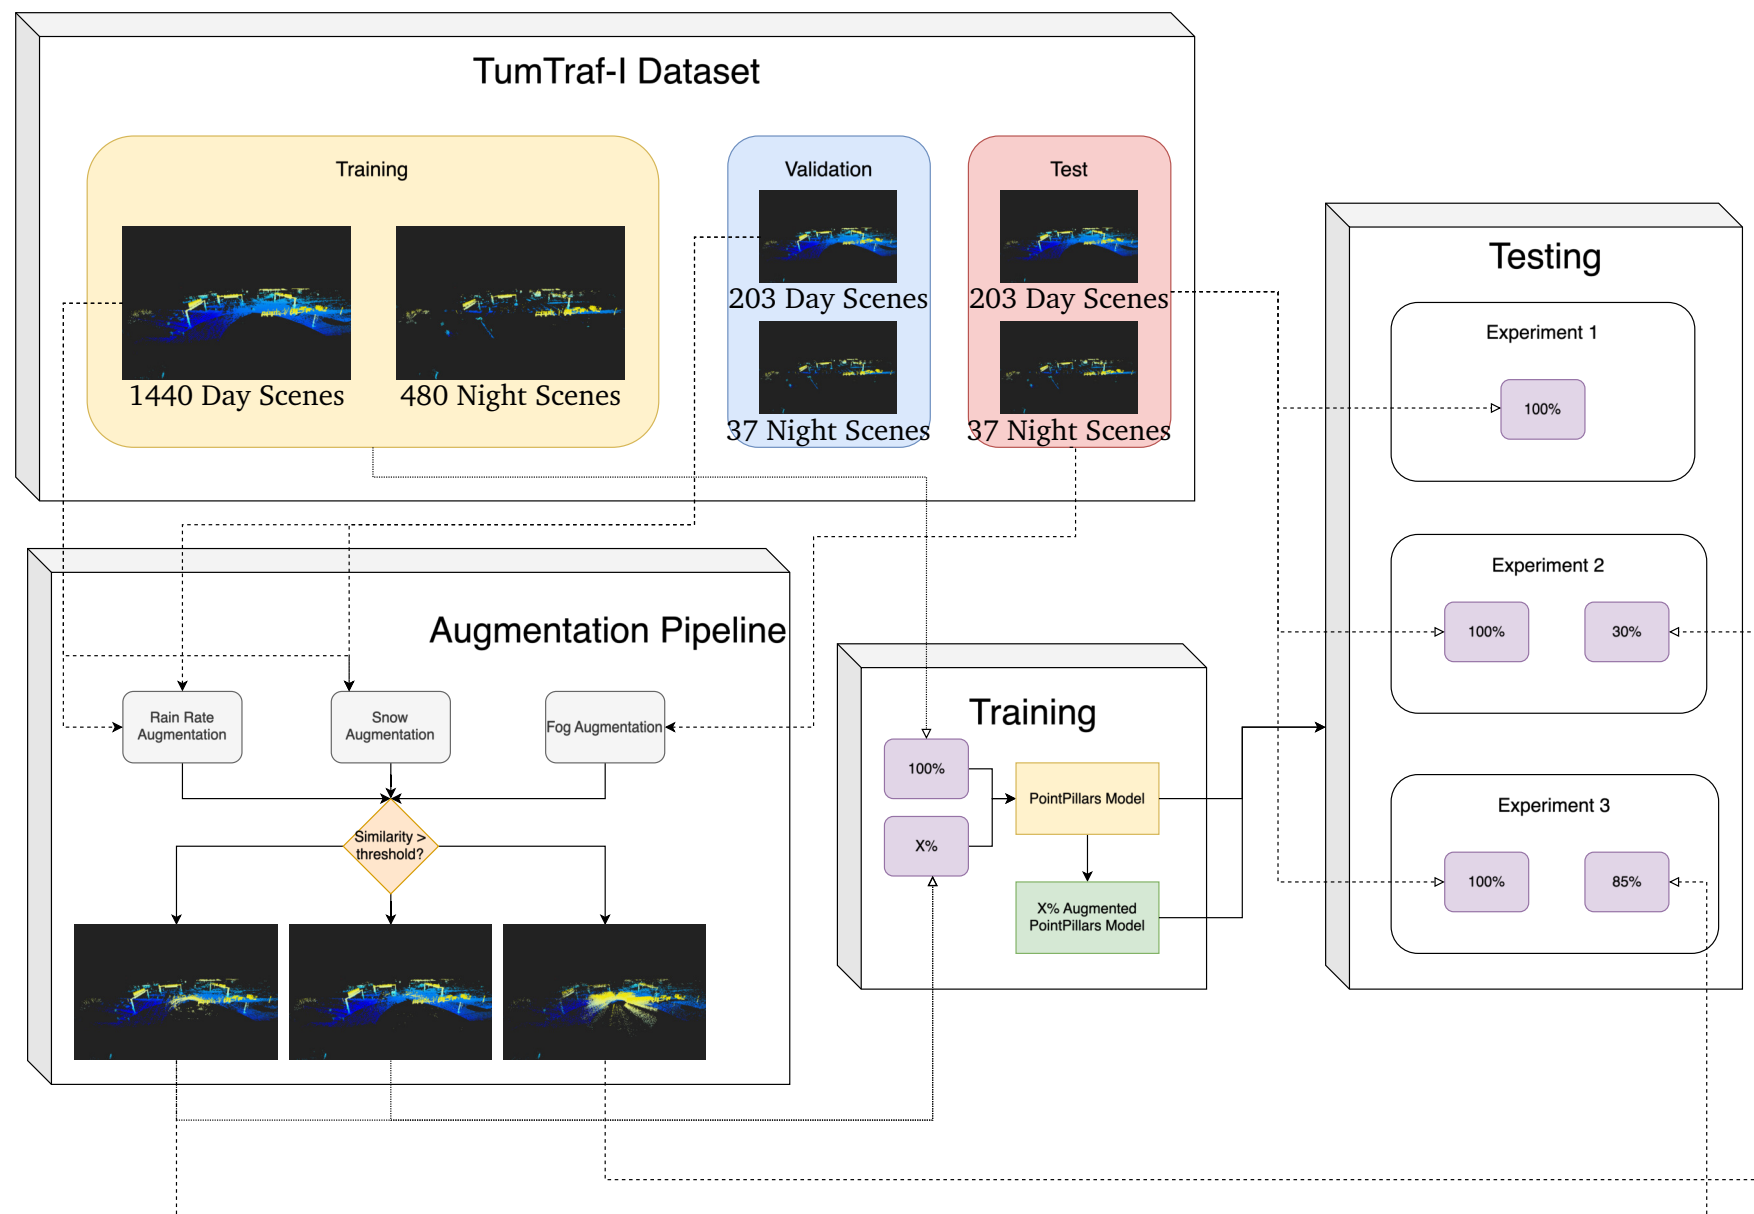 TumTraf-I Dataset
Training
1440 Day Scenes
480 Night Scenes
Validation
203 Day Scenes
37 Night Scenes
Test
203 Day Scenes
37 Night Scenes
Augmentation Pipeline
Rain Rate
Augmentation
Snow
Augmentation
Fog Augmentation
Similarity >
threshold?
Training
100%
X%
PointPillars Model
X% Augmented
PointPillars Model
Testing
Experiment 1
100%
Experiment 2
100%
30%
Experiment 3
100%
85%